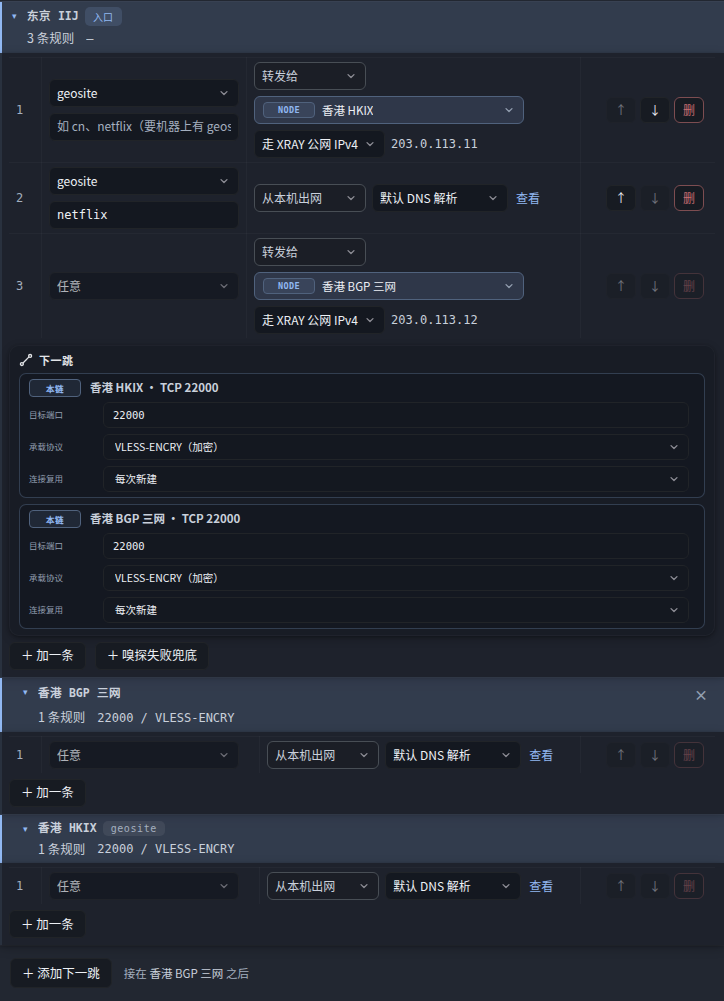 东京 IIJ 入口
3 条规则 —
1 geosite 转发给
NODE 香港 HKIX
如 cn、netflix（要机器上有 geos
走 XRAY 公网 IPv4 203.0.113.11
↑ ↓ 删
2 geosite
netflix
从本机出网 默认 DNS 解析 查看
↑ ↓ 删
3 任意 转发给
NODE 香港 BGP 三网
走 XRAY 公网 IPv4 203.0.113.12
↑ ↓ 删
下一跳
本链 香港 HKIX • TCP 22000
目标端口 22000
承载协议 VLESS-ENCRY（加密）
连接复用 每次新建
本链 香港 BGP 三网 • TCP 22000
目标端口 22000
承载协议 VLESS-ENCRY（加密）
连接复用 每次新建
+ 加一条 + 嗅探失败兜底
香港 BGP 三网 ×
1 条规则 22000 / VLESS-ENCRY
1 任意 从本机出网 默认 DNS 解析 查看 ↑ ↓ 删
+ 加一条
香港 HKIX geosite
1 条规则 22000 / VLESS-ENCRY
1 任意 从本机出网 默认 DNS 解析 查看 ↑ ↓ 删
+ 加一条
+ 添加下一跳 接在 香港 BGP 三网 之后